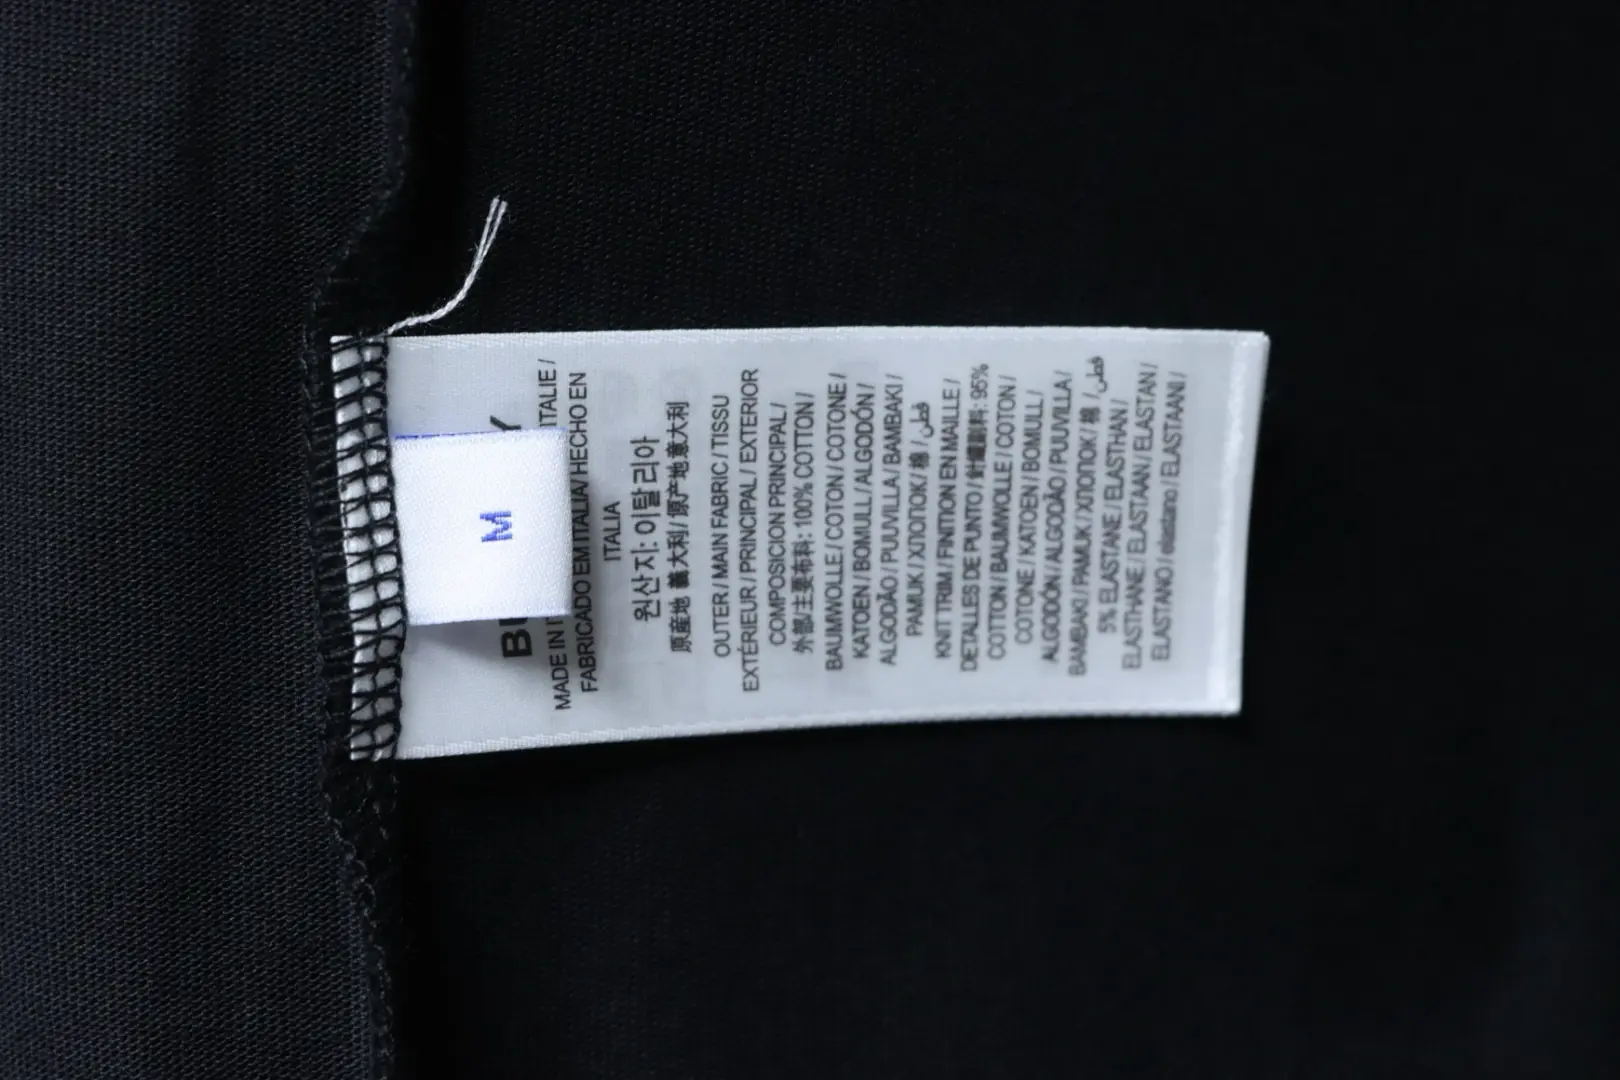 M
MADE IN
ITALIE /
FABRICADO EM ITALIA/ HECHO EN
ITALIA
원산지: 이탈리아
原産地 義大利/ 原产地意大利
OUTER / MAIN FABRIC / TISSU
EXTÉRIEUR / PRINCIPAL / EXTERIOR
COMPOSICION PRINCIPAL /
外部/主要布料: 100% COTTON /
BAUMWOLLE / COTON / COTONE /
KATOEN / BOMULL / ALGODÓN /
ALGODÃO / PUUVILLA / BAMBAKI /
PAMUK / ХЛОПОК / 棉 / قطن
KNIT TRIM / FINITION EN MAILLE /
DETALLES DE PUNTO / 針織副料: 95%
COTTON / BAUMWOLLE / COTON /
COTONE / KATOEN / BOMULL /
ALGODÓN / ALGODÃO / PUUVILLA /
BAMBAKI / PAMUK / ХЛОПОК / 棉 / قطن /
5% ELASTANE / ELASTHAN /
ELASTHANE / ELASTAAN / ELASTAN /
ELASTANO / elastano / ELASTAANI /